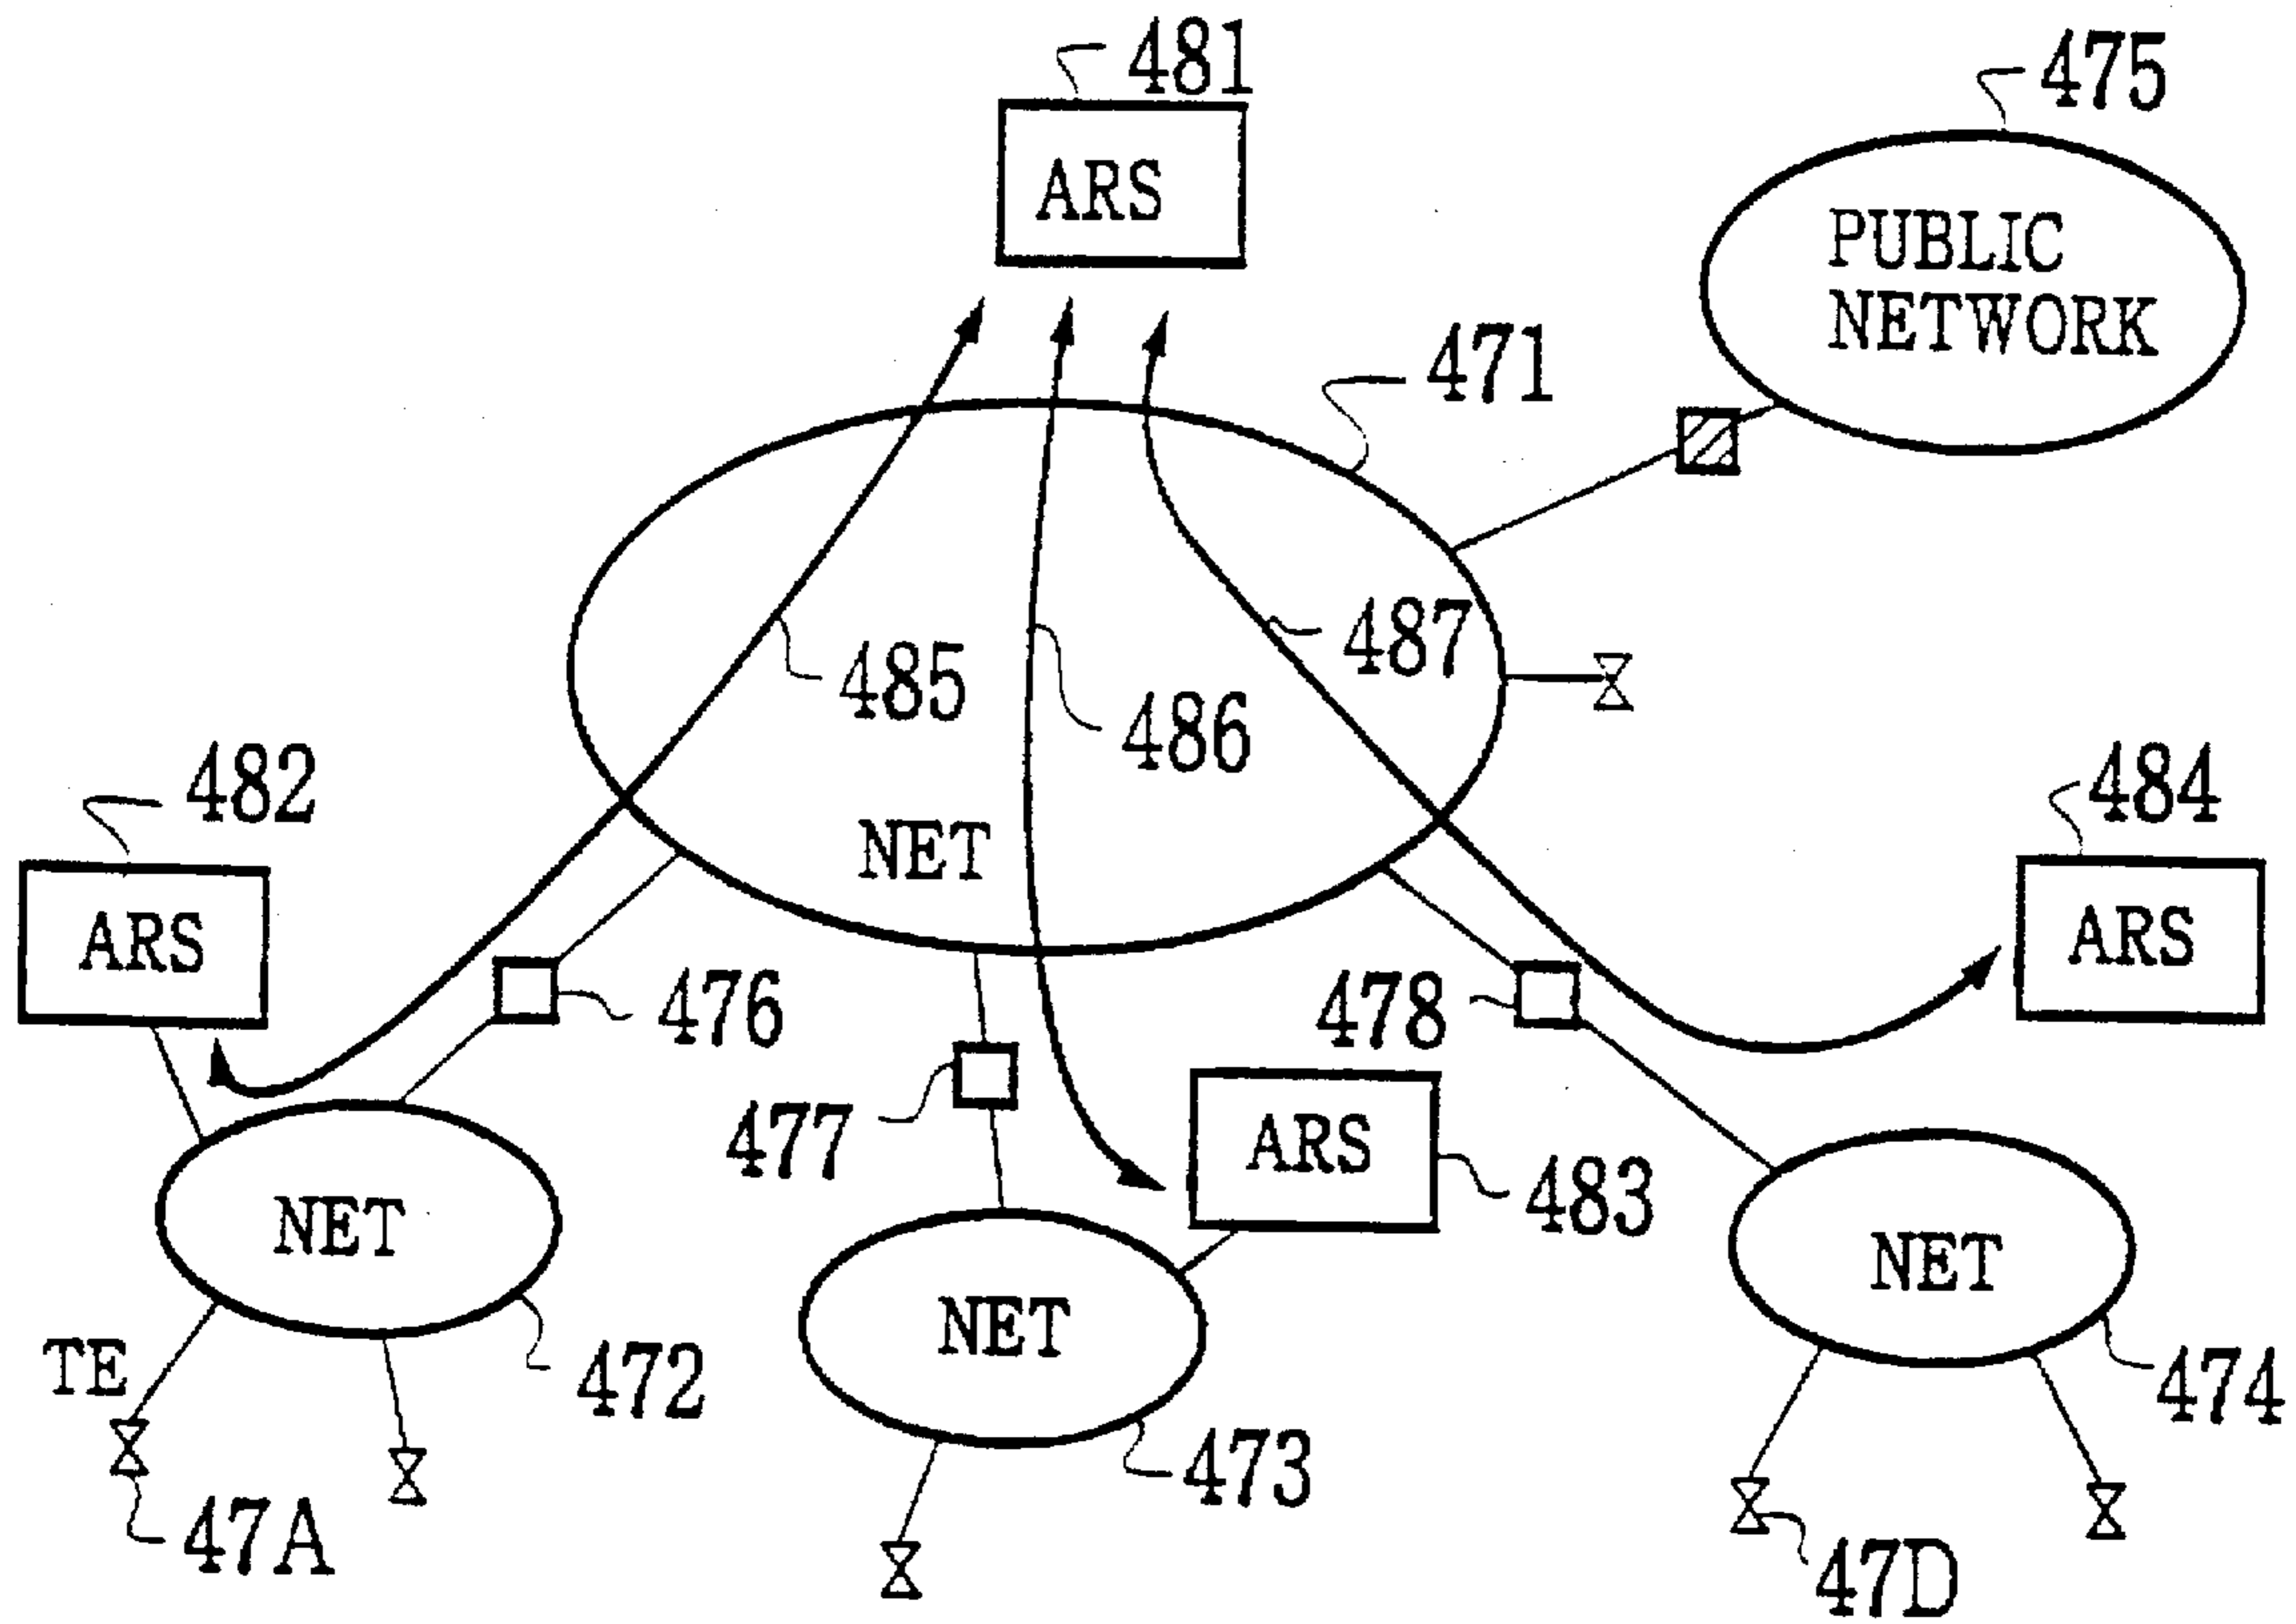 481
475
ARS
PUBLIC
NETWORK
471
485
487
486
482
484
NET
ARS
ARS
476
478
477
ARS
483
NET
NET
NET
TE
472
474
473
47A
47D